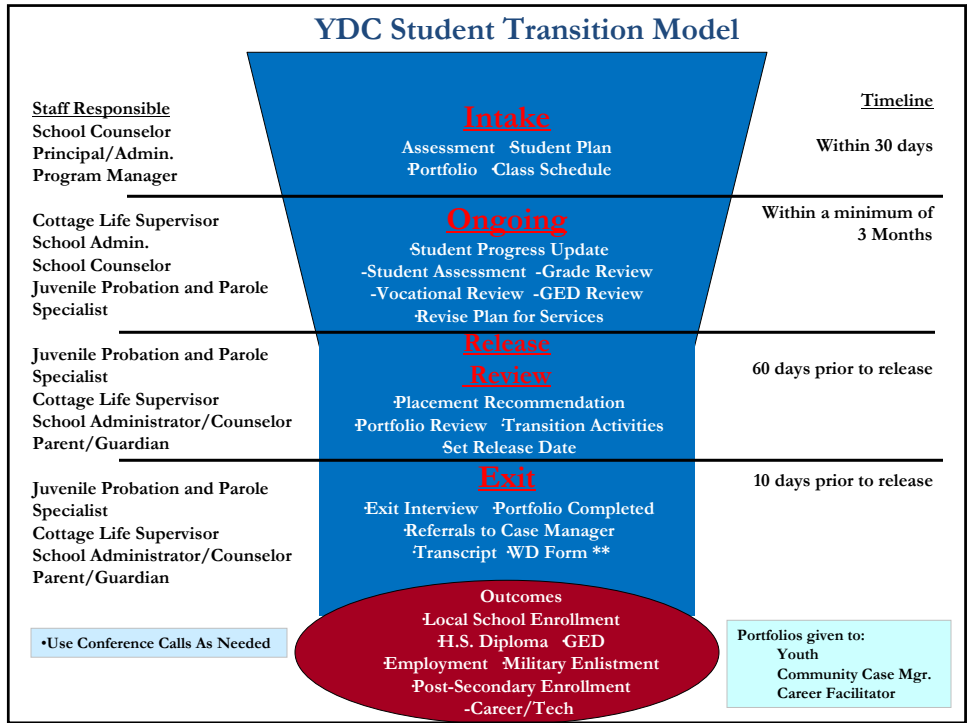 YDC Student Transition Model
Staff Responsible
School Counselor
Principal/Admin.
Program Manager
Intake
Assessment ·Student Plan
·Portfolio ·Class Schedule
Timeline
Within 30 days
Cottage Life Supervisor
School Admin.
School Counselor
Juvenile Probation and Parole
Specialist
Ongoing
·Student Progress Update
-Student Assessment -Grade Review
-Vocational Review -GED Review
·Revise Plan for Services
Within a minimum of
3 Months
Juvenile Probation and Parole
Specialist
Cottage Life Supervisor
School Administrator/Counselor
Parent/Guardian
Release
Review
·Placement Recommendation
·Portfolio Review ·Transition Activities
·Set Release Date
60 days prior to release
Juvenile Probation and Parole
Specialist
Cottage Life Supervisor
School Administrator/Counselor
Parent/Guardian
Exit
·Exit Interview ·Portfolio Completed
·Referrals to Case Manager
·Transcript ·WD Form **
10 days prior to release
Outcomes
·Local School Enrollment
·H.S. Diploma ·GED
·Employment ·Military Enlistment
·Post-Secondary Enrollment
-Career/Tech
•Use Conference Calls As Needed
Portfolios given to:
Youth
Community Case Mgr.
Career Facilitator